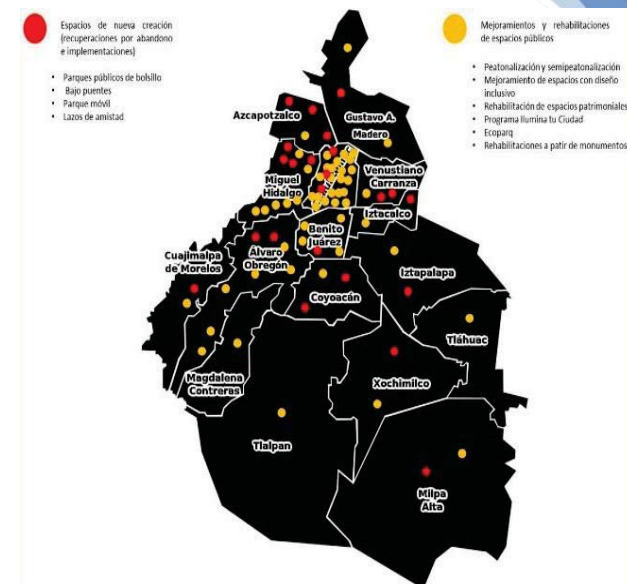 Espacios de nueva creación
(recuperaciones por abandono
e implementaciones)
• Parques públicos de bolsillo
• Bajo puentes
• Parque móvil
• Lazos de amistad
Mejoramientos y rehabilitaciones
de espacios públicos
• Peatonalización y semipeatonalización
• Mejoramiento de espacios con diseño
inclusivo
• Rehabilitación de espacios patrimoniales
• Programa Ilumina tu Ciudad
• Ecoparq
• Rehabilitaciones a patir de monumentos
Azcapotzalco
Gustavo A.
Madero
Miguel
Hidalgo
Venustiano
Carranza
Iztacalco
Benito
Juárez
Cuajimalpa
de Morelos
Álvaro
Obregón
Iztapalapa
Coyoacán
Tláhuac
Magdalena
Contreras
Xochimilco
Tlalpan
Milpa
Alta